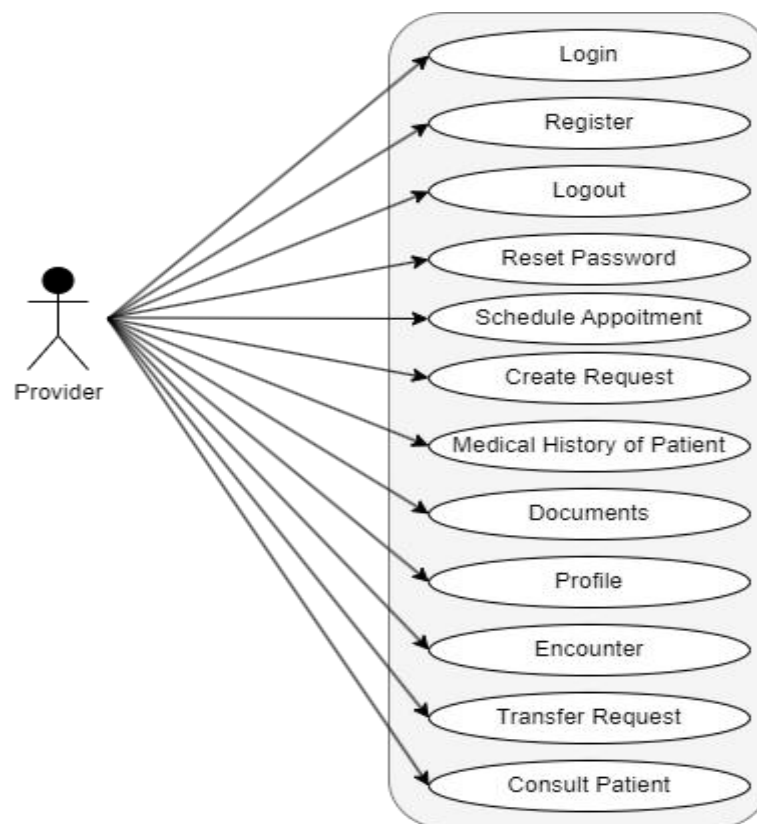 Login
Register
Logout
Reset Password
Schedule Appoitment
Create Request
Provider
Medical History of Patient
Documents
Profile
Encounter
Transfer Request
Consult Patient